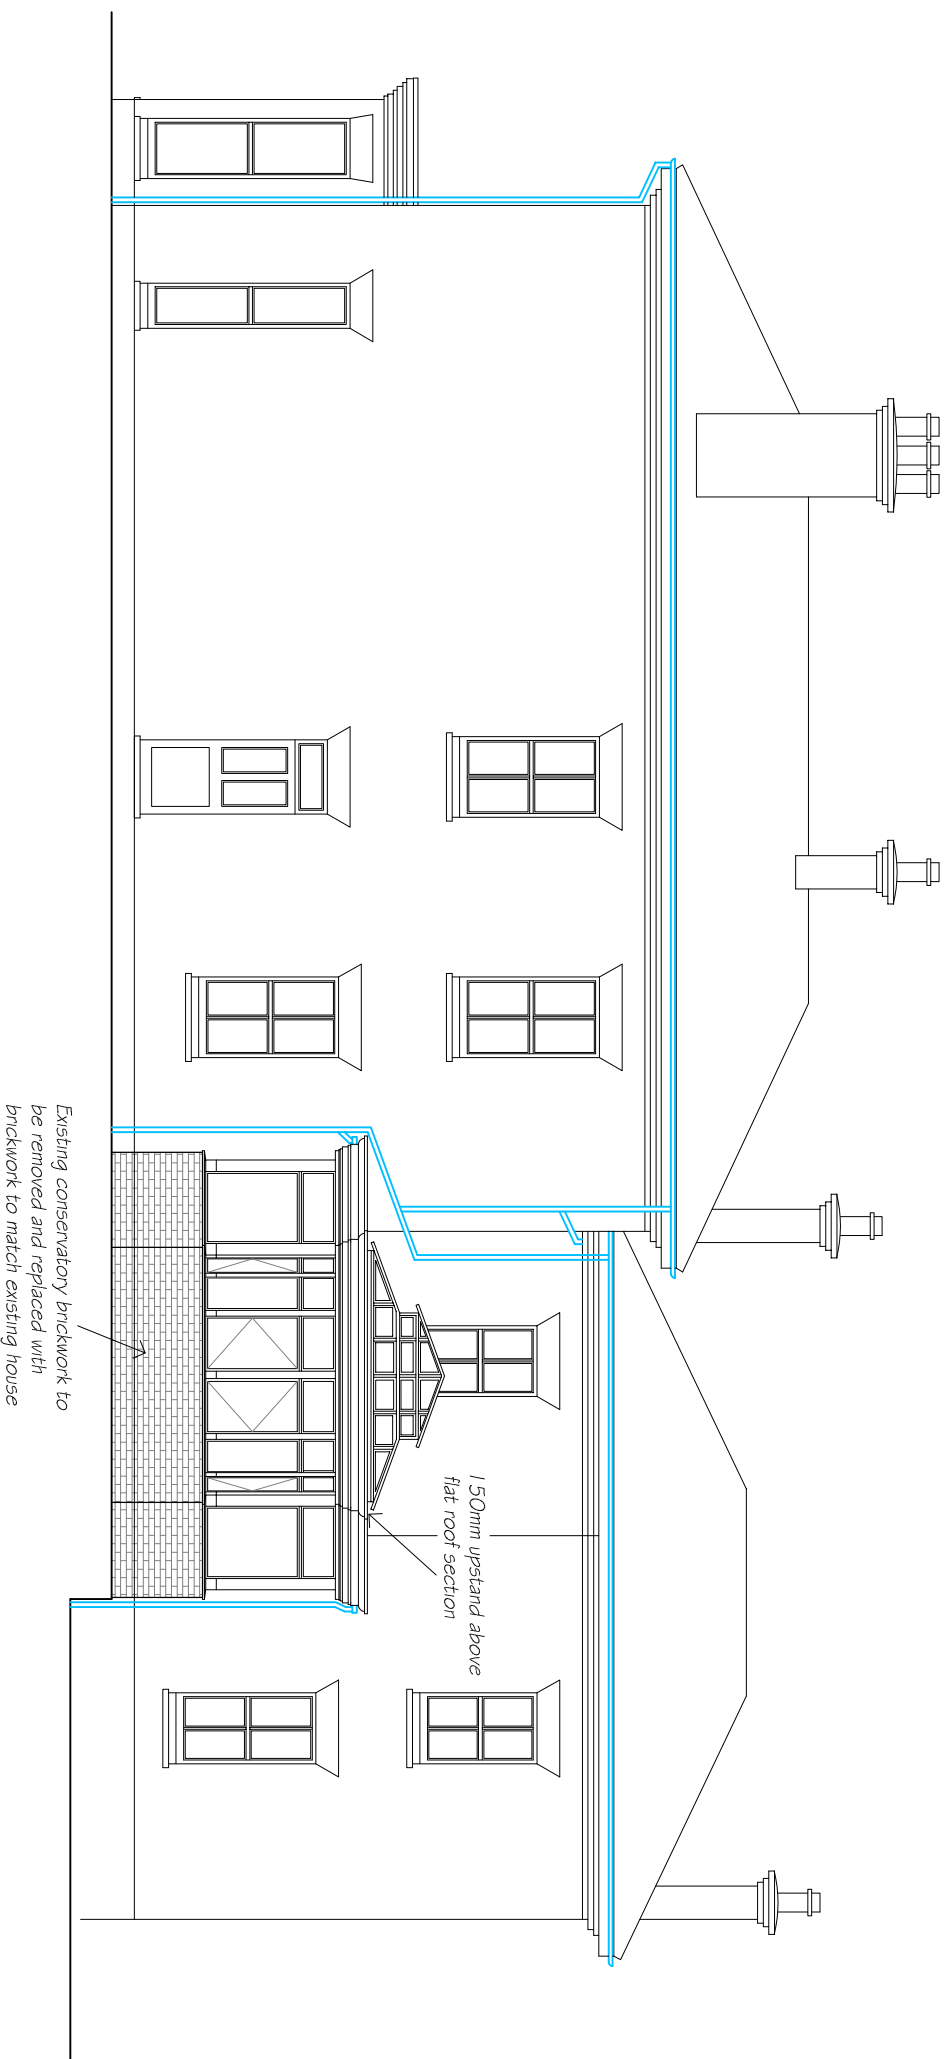 Existing conservatory brickwork to
be removed and replaced with
brickwork to match existing house
150mm upstand above
flat roof section